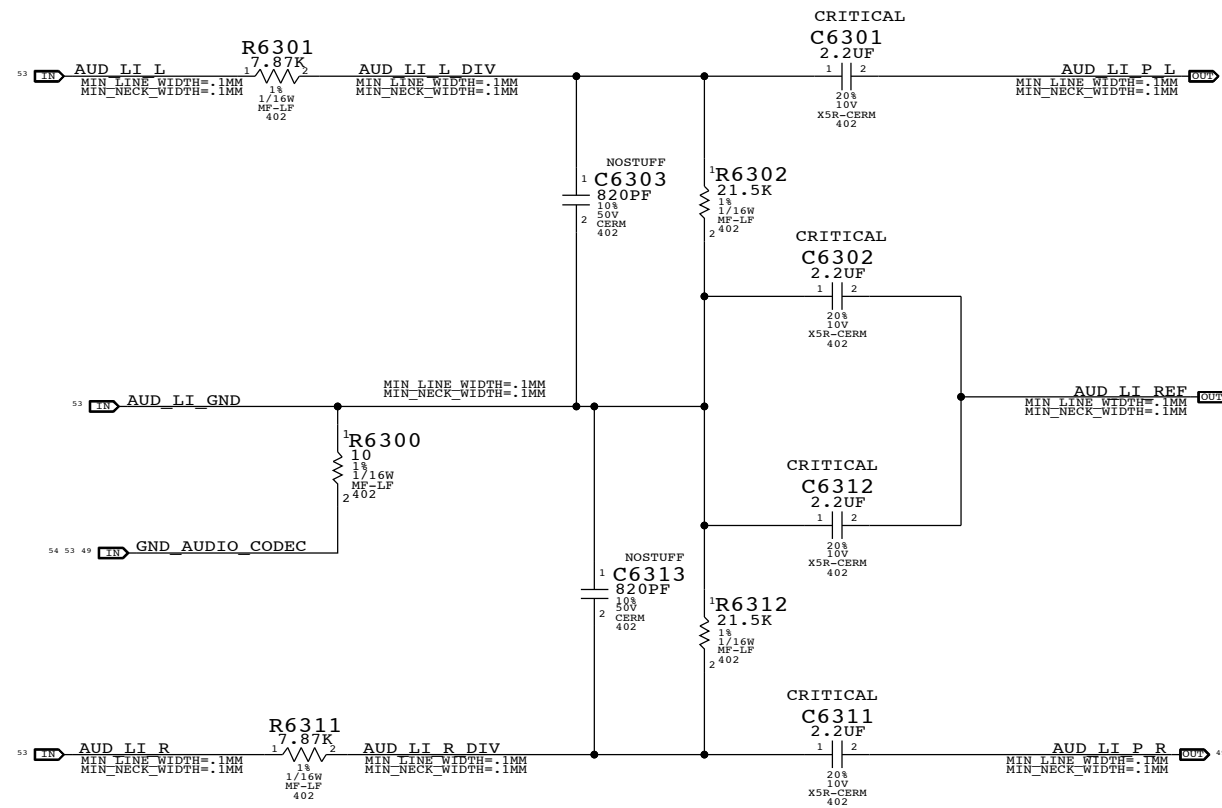 CRITICAL
C6301
2.2UF
1 2
20%
10V
X5R-CERM
402
R6301
7.87K
1 2
1%
1/16W
MF-LF
402
53 IN AUD_LI_L
MIN_LINE_WIDTH=.1MM
MIN_NECK_WIDTH=.1MM
AUD_LI_L_DIV
MIN_LINE_WIDTH=.1MM
MIN_NECK_WIDTH=.1MM
AUD_LI_P_L OUT
MIN_LINE_WIDTH=.1MM
MIN_NECK_WIDTH=.1MM
NOSTUFF
1 C6303
820PF
10%
50V
2 CERM
402
1 R6302
21.5K
1%
1/16W
MF-LF
2 402
CRITICAL
C6302
2.2UF
1 2
20%
10V
X5R-CERM
402
53 IN AUD_LI_GND
MIN_LINE_WIDTH=.1MM
MIN_NECK_WIDTH=.1MM
AUD_LI_REF OUT
MIN_LINE_WIDTH=.1MM
MIN_NECK_WIDTH=.1MM
1 R6300
10
1%
1/16W
MF-LF
2 402
CRITICAL
C6312
2.2UF
1 2
20%
10V
X5R-CERM
402
54 53 49 IN GND_AUDIO_CODEC
NOSTUFF
1 C6313
820PF
10%
50V
2 CERM
402
1 R6312
21.5K
1%
1/16W
MF-LF
2 402
CRITICAL
C6311
2.2UF
1 2
20%
10V
X5R-CERM
402
R6311
7.87K
1 2
1%
1/16W
MF-LF
402
53 IN AUD_LI_R
MIN_LINE_WIDTH=.1MM
MIN_NECK_WIDTH=.1MM
AUD_LI_R_DIV
MIN_LINE_WIDTH=.1MM
MIN_NECK_WIDTH=.1MM
AUD_LI_P_R OUT
MIN_LINE_WIDTH=.1MM
MIN_NECK_WIDTH=.1MM